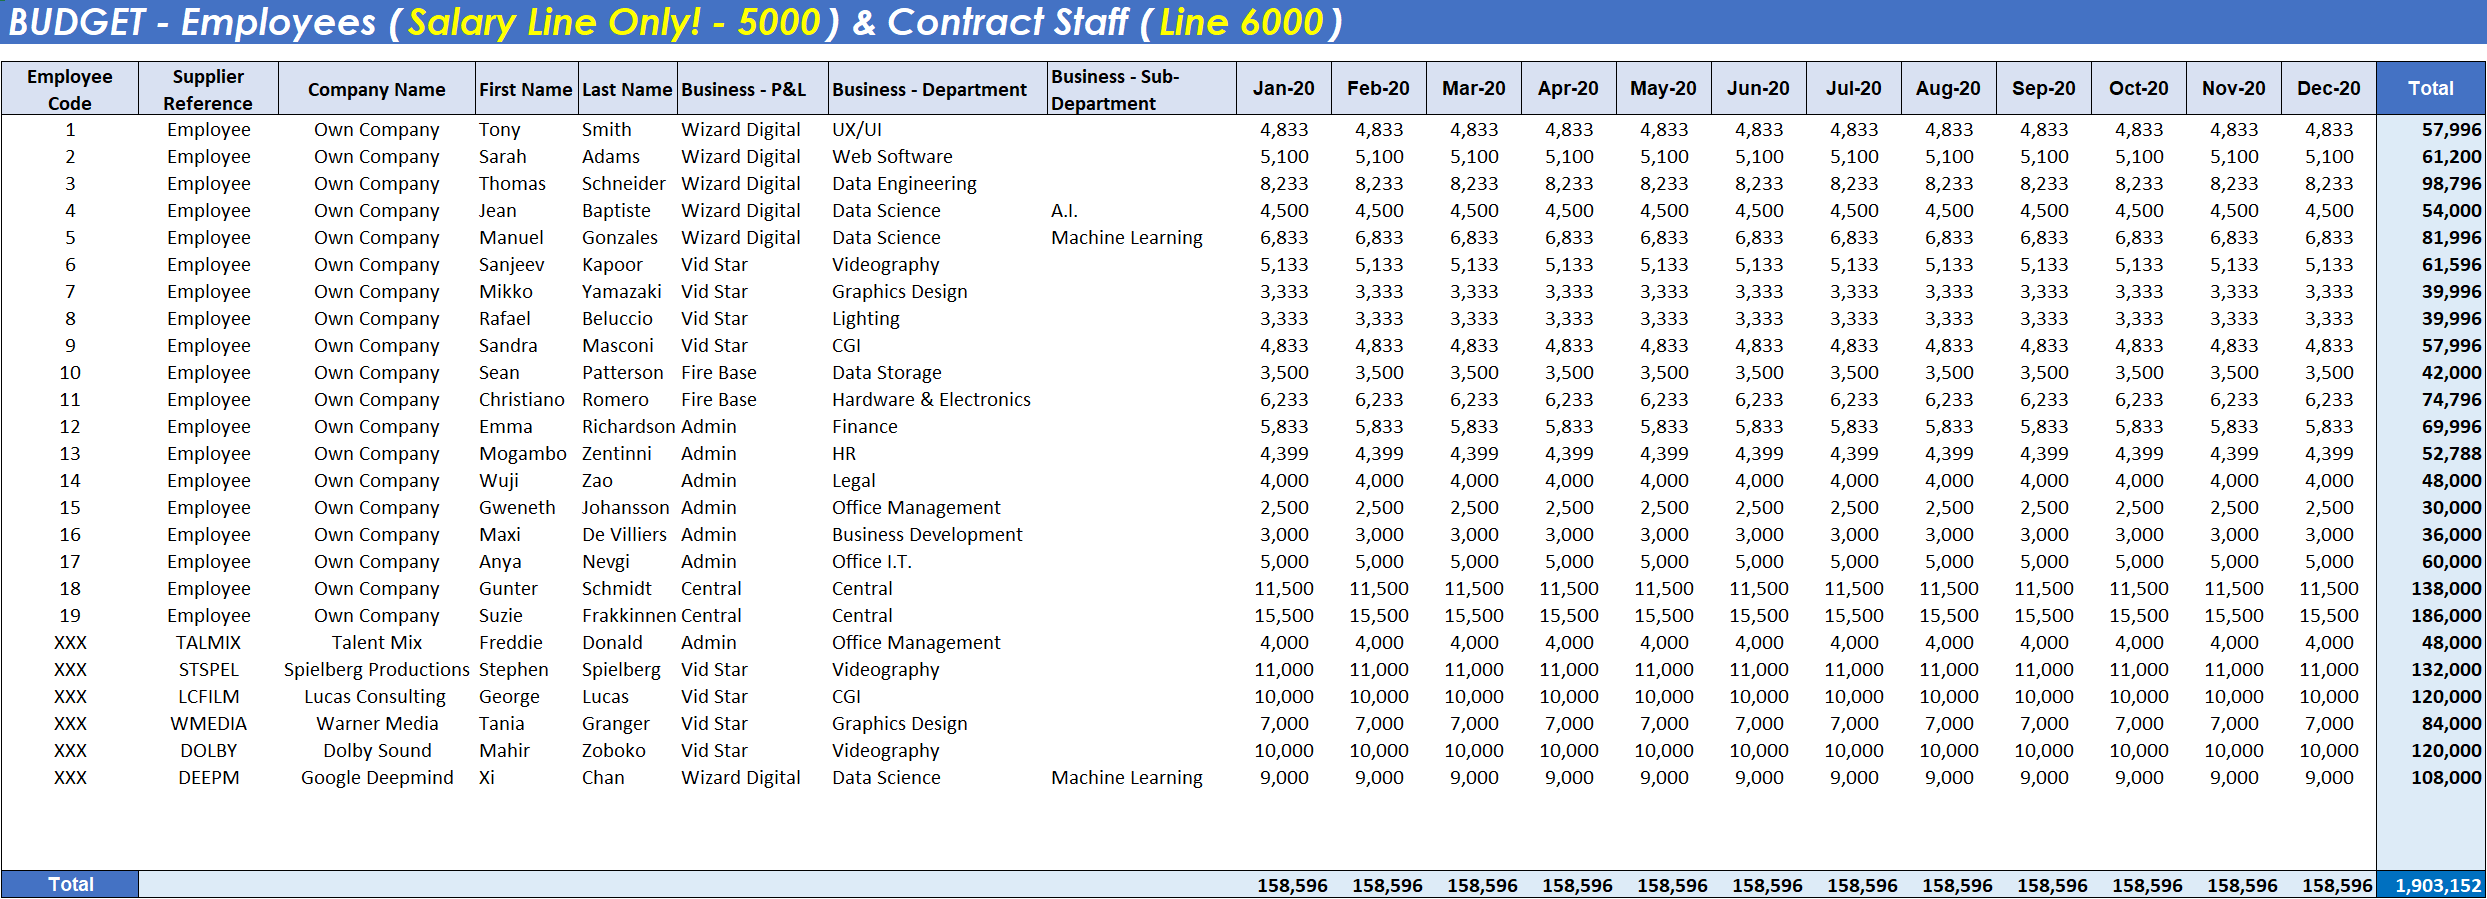 BUDGET - Employees (Salary Line Only! - 5000) & Contract Staff (Line 6000)
Employee Code Supplier Reference Company Name First Name Last Name Business - P&L Business - Department Business - Sub-Department Jan-20 Feb-20 Mar-20 Apr-20 May-20 Jun-20 Jul-20 Aug-20 Sep-20 Oct-20 Nov-20 Dec-20 Total
1 Employee Own Company Tony Smith Wizard Digital UX/UI 4,833 4,833 4,833 4,833 4,833 4,833 4,833 4,833 4,833 4,833 4,833 4,833 57,996
2 Employee Own Company Sarah Adams Wizard Digital Web Software 5,100 5,100 5,100 5,100 5,100 5,100 5,100 5,100 5,100 5,100 5,100 5,100 61,200
3 Employee Own Company Thomas Schneider Wizard Digital Data Engineering 8,233 8,233 8,233 8,233 8,233 8,233 8,233 8,233 8,233 8,233 8,233 8,233 98,796
4 Employee Own Company Jean Baptiste Wizard Digital Data Science A.I. 4,500 4,500 4,500 4,500 4,500 4,500 4,500 4,500 4,500 4,500 4,500 4,500 54,000
5 Employee Own Company Manuel Gonzales Wizard Digital Data Science Machine Learning 6,833 6,833 6,833 6,833 6,833 6,833 6,833 6,833 6,833 6,833 6,833 6,833 81,996
6 Employee Own Company Sanjeev Kapoor Vid Star Videography 5,133 5,133 5,133 5,133 5,133 5,133 5,133 5,133 5,133 5,133 5,133 5,133 61,596
7 Employee Own Company Mikko Yamazaki Vid Star Graphics Design 3,333 3,333 3,333 3,333 3,333 3,333 3,333 3,333 3,333 3,333 3,333 3,333 39,996
8 Employee Own Company Rafael Beluccio Vid Star Lighting 3,333 3,333 3,333 3,333 3,333 3,333 3,333 3,333 3,333 3,333 3,333 3,333 39,996
9 Employee Own Company Sandra Masconi Vid Star CGI 4,833 4,833 4,833 4,833 4,833 4,833 4,833 4,833 4,833 4,833 4,833 4,833 57,996
10 Employee Own Company Sean Patterson Fire Base Data Storage 3,500 3,500 3,500 3,500 3,500 3,500 3,500 3,500 3,500 3,500 3,500 3,500 42,000
11 Employee Own Company Christiano Romero Fire Base Hardware & Electronics 6,233 6,233 6,233 6,233 6,233 6,233 6,233 6,233 6,233 6,233 6,233 6,233 74,796
12 Employee Own Company Emma Richardson Admin Finance 5,833 5,833 5,833 5,833 5,833 5,833 5,833 5,833 5,833 5,833 5,833 5,833 69,996
13 Employee Own Company Mogambo Zentinni Admin HR 4,399 4,399 4,399 4,399 4,399 4,399 4,399 4,399 4,399 4,399 4,399 4,399 52,788
14 Employee Own Company Wuji Zao Admin Legal 4,000 4,000 4,000 4,000 4,000 4,000 4,000 4,000 4,000 4,000 4,000 4,000 48,000
15 Employee Own Company Gweneth Johansson Admin Office Management 2,500 2,500 2,500 2,500 2,500 2,500 2,500 2,500 2,500 2,500 2,500 2,500 30,000
16 Employee Own Company Maxi De Villiers Admin Business Development 3,000 3,000 3,000 3,000 3,000 3,000 3,000 3,000 3,000 3,000 3,000 3,000 36,000
17 Employee Own Company Anya Nevgi Admin Office I.T. 5,000 5,000 5,000 5,000 5,000 5,000 5,000 5,000 5,000 5,000 5,000 5,000 60,000
18 Employee Own Company Gunter Schmidt Central Central 11,500 11,500 11,500 11,500 11,500 11,500 11,500 11,500 11,500 11,500 11,500 11,500 138,000
19 Employee Own Company Suzie Frakkinnen Central Central 15,500 15,500 15,500 15,500 15,500 15,500 15,500 15,500 15,500 15,500 15,500 15,500 186,000
XXX TALMIX Talent Mix Freddie Donald Admin Office Management 4,000 4,000 4,000 4,000 4,000 4,000 4,000 4,000 4,000 4,000 4,000 4,000 48,000
XXX STSPEL Spielberg Productions Stephen Spielberg Vid Star Videography 11,000 11,000 11,000 11,000 11,000 11,000 11,000 11,000 11,000 11,000 11,000 11,000 132,000
XXX LCFILM Lucas Consulting George Lucas Vid Star CGI 10,000 10,000 10,000 10,000 10,000 10,000 10,000 10,000 10,000 10,000 10,000 10,000 120,000
XXX WMEDIA Warner Media Tania Granger Vid Star Graphics Design 7,000 7,000 7,000 7,000 7,000 7,000 7,000 7,000 7,000 7,000 7,000 7,000 84,000
XXX DOLBY Dolby Sound Mahir Zoboko Vid Star Videography 10,000 10,000 10,000 10,000 10,000 10,000 10,000 10,000 10,000 10,000 10,000 10,000 120,000
XXX DEEPM Google Deepmind Xi Chan Wizard Digital Data Science Machine Learning 9,000 9,000 9,000 9,000 9,000 9,000 9,000 9,000 9,000 9,000 9,000 9,000 108,000
Total 158,596 158,596 158,596 158,596 158,596 158,596 158,596 158,596 158,596 158,596 158,596 158,596 1,903,152